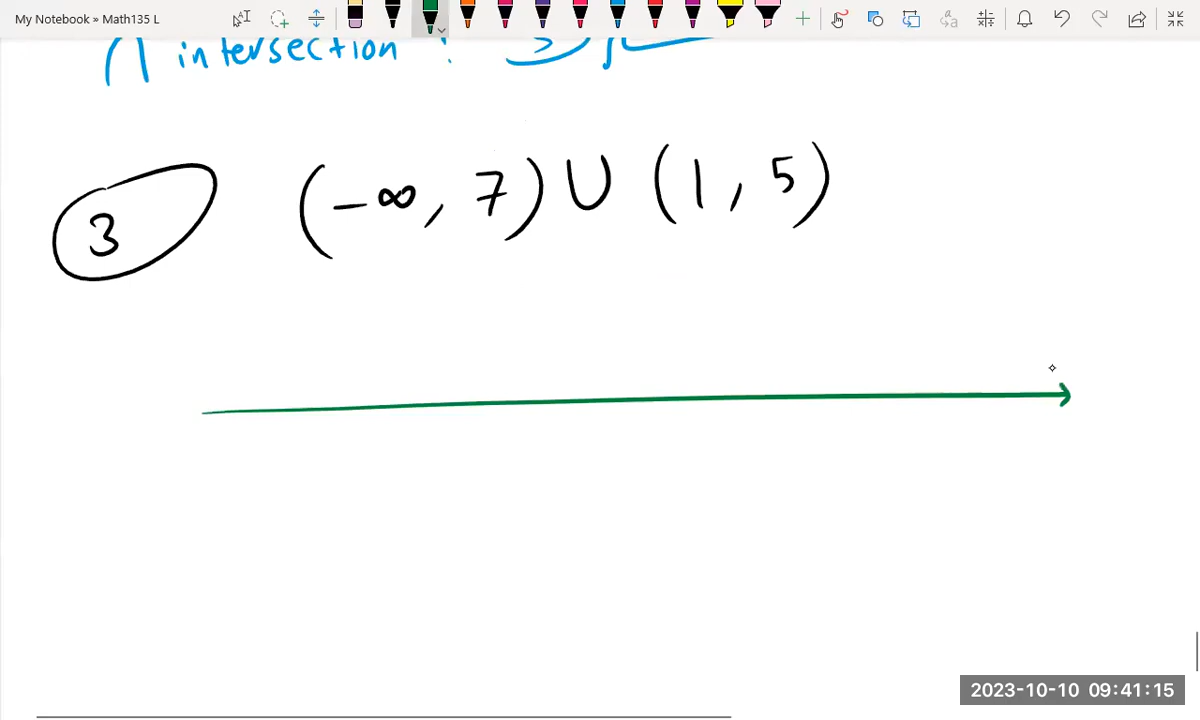 My Notebook » Math135 L
∩ intersection :
3 (-∞, 7) ∪ (1, 5)
2023-10-10 09:41:15